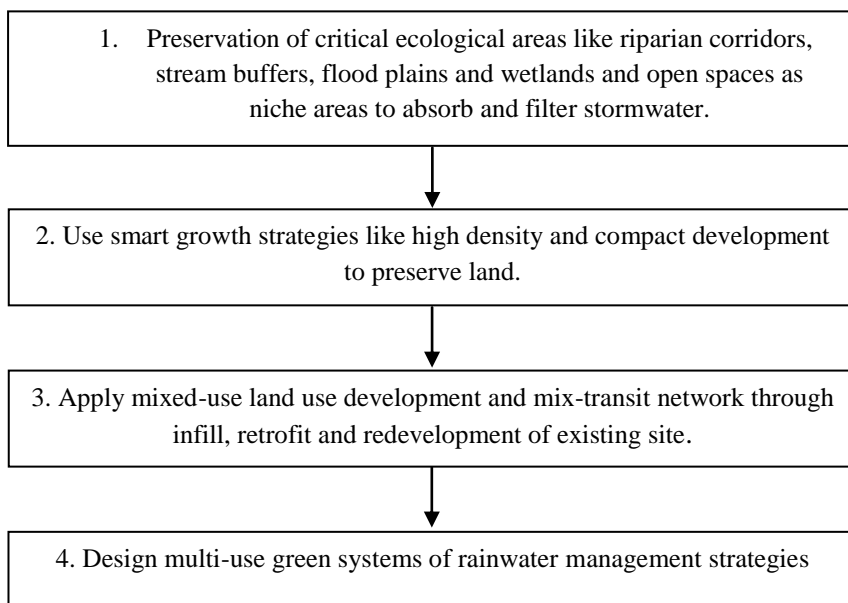 1. Preservation of critical ecological areas like riparian corridors,
stream buffers, flood plains and wetlands and open spaces as
niche areas to absorb and filter stormwater.
2. Use smart growth strategies like high density and compact development
to preserve land.
3. Apply mixed-use land use development and mix-transit network through
infill, retrofit and redevelopment of existing site.
4. Design multi-use green systems of rainwater management strategies